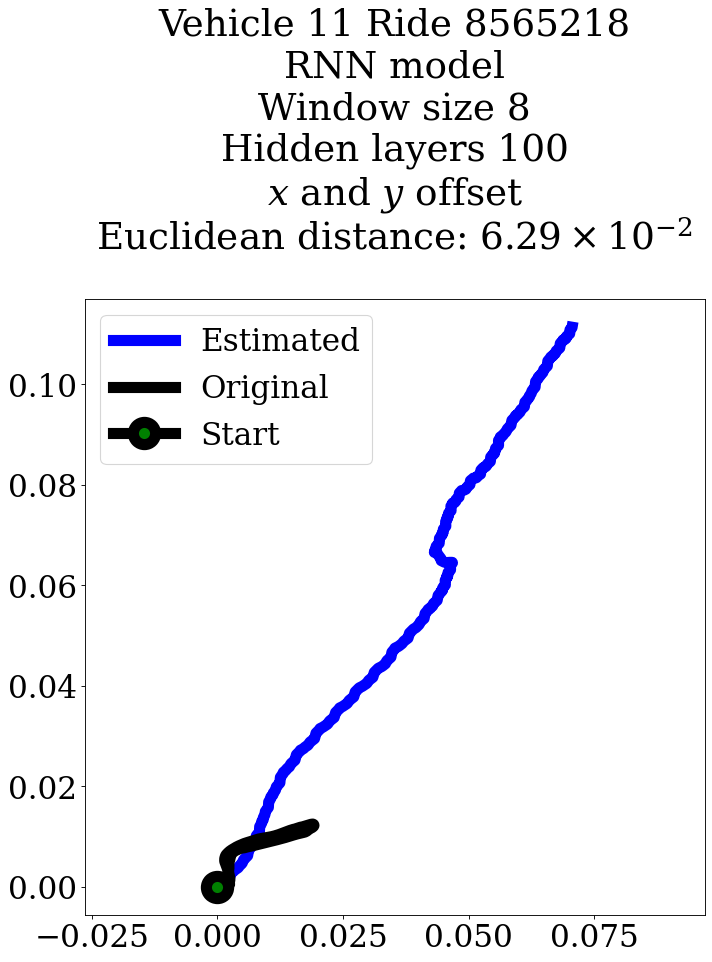 Vehicle 11 Ride 8565218
RNN model
Window size 8
Hidden layers 100
x and y offset
Euclidean distance: 6.29 × 10⁻²
Estimated
Original
Start
0.10
0.08
0.06
0.04
0.02
0.00
−0.025 0.000 0.025 0.050 0.075